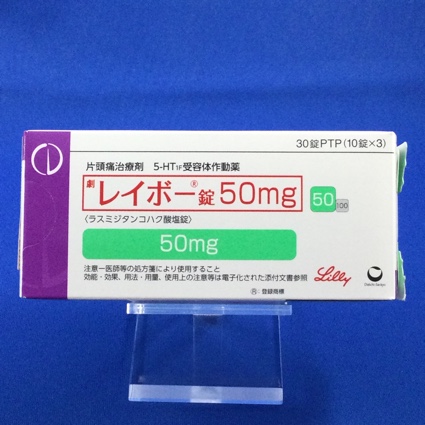 30錠PTP(10錠×3)
片頭痛治療剤 5-HT1F受容体作動薬
劇 レイボー®錠50mg 50 100
〈ラスミジタンコハク酸塩錠〉
50mg
注意-医師等の処方箋により使用すること
効能・効果、用法・用量、使用上の注意等は電子化された添付文書参照
®:登録商標
Lilly
Daiichi-Sankyo